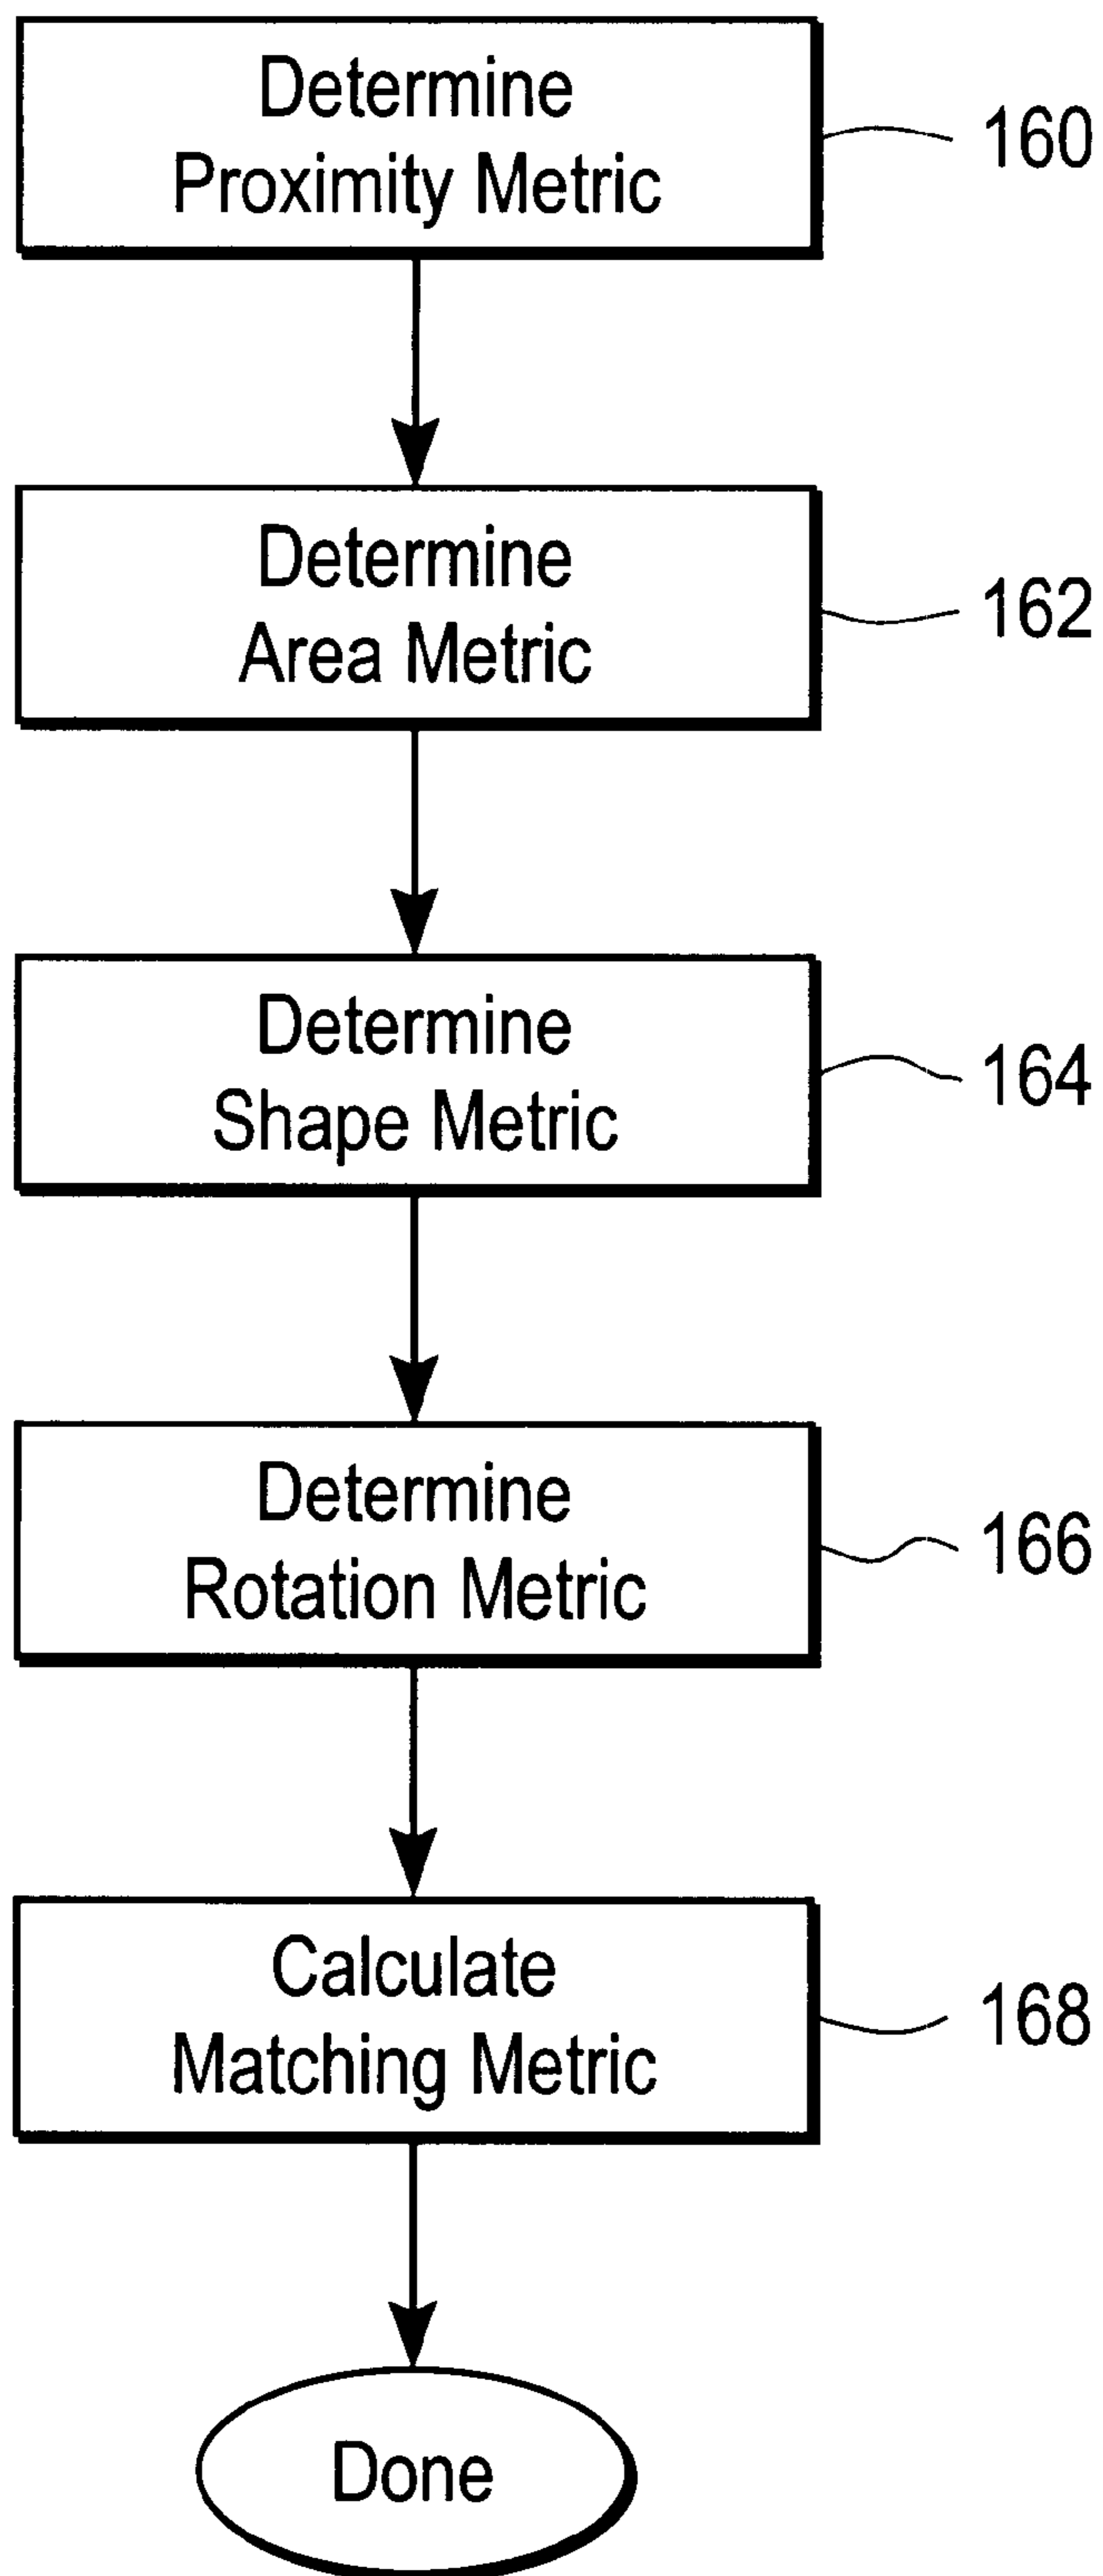 Determine
Proximity Metric
160
Determine
Area Metric
162
Determine
Shape Metric
164
Determine
Rotation Metric
166
Calculate
Matching Metric
168
Done